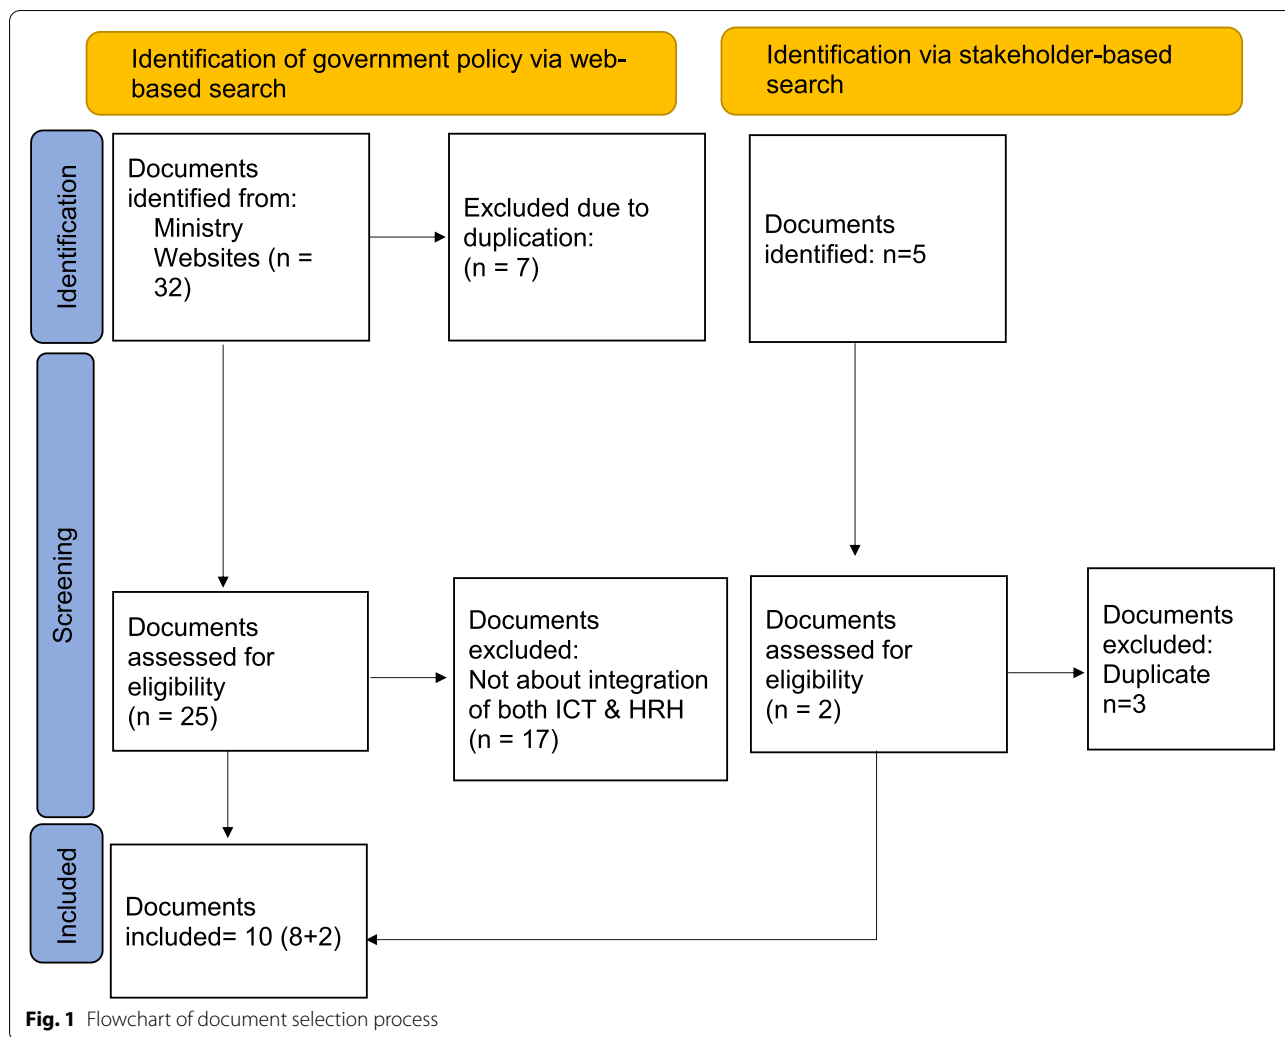 Identification of government policy via web-
based search
Identification via stakeholder-based
search
Identification
Documents
identified from:
Ministry
Websites (n =
32)
Excluded due to
duplication:
(n = 7)
Documents
identified: n=5
Screening
Documents
assessed for
eligibility
(n = 25)
Documents
excluded:
Not about integration
of both ICT & HRH
(n = 17)
Documents
assessed for
eligibility
(n = 2)
Documents
excluded:
Duplicate
n=3
Included
Documents
included= 10 (8+2)
Fig. 1 Flowchart of document selection process